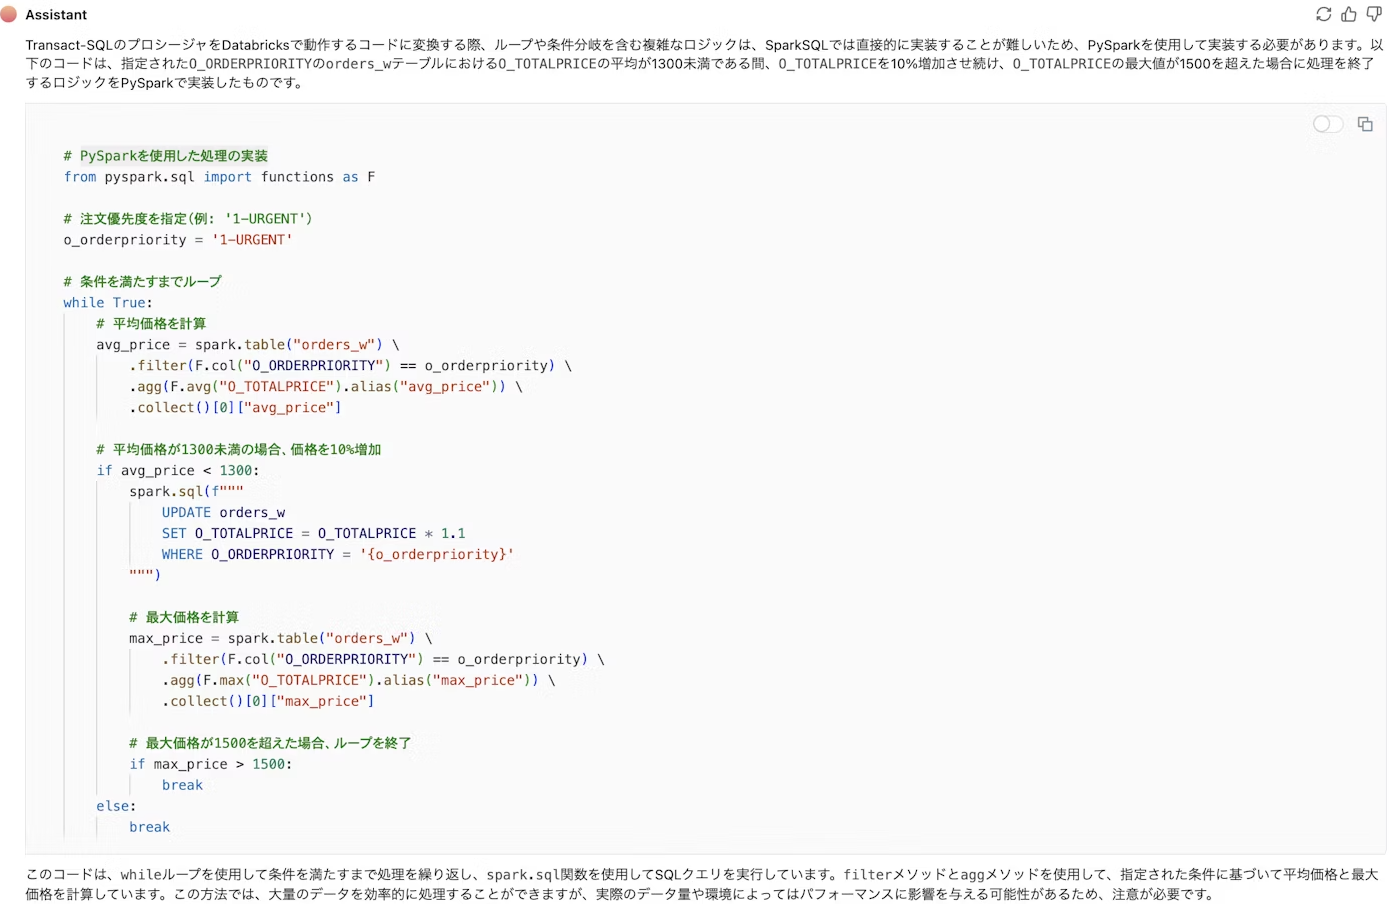 Assistant
Transact-SQLのプロシージャをDatabricksで動作するコードに変換する際、ループや条件分岐を含む複雑なロジックは、SparkSQLでは直接的に実装することが難しいため、PySparkを使用して実装する必要があります。以
下のコードは、指定されたO_ORDERPRIORITYのorders_wテーブルにおけるO_TOTALPRICEの平均が1300未満である間、O_TOTALPRICEを10%増加させ続け、O_TOTALPRICEの最大値が1500を超えた場合に処理を終了
するロジックをPySparkで実装したものです。
# PySparkを使用した処理の実装
from pyspark.sql import functions as F
# 注文優先度を指定(例: '1-URGENT')
o_orderpriority = '1-URGENT'
# 条件を満たすまでループ
while True:
    # 平均価格を計算
    avg_price = spark.table("orders_w") \
        .filter(F.col("O_ORDERPRIORITY") == o_orderpriority) \
        .agg(F.avg("O_TOTALPRICE").alias("avg_price")) \
        .collect()[0]["avg_price"]
    # 平均価格が1300未満の場合、価格を10%増加
    if avg_price < 1300:
        spark.sql(f"""
            UPDATE orders_w
            SET O_TOTALPRICE = O_TOTALPRICE * 1.1
            WHERE O_ORDERPRIORITY = '{o_orderpriority}'
        """)
        # 最大価格を計算
        max_price = spark.table("orders_w") \
            .filter(F.col("O_ORDERPRIORITY") == o_orderpriority) \
            .agg(F.max("O_TOTALPRICE").alias("max_price")) \
            .collect()[0]["max_price"]
        # 最大価格が1500を超えた場合、ループを終了
        if max_price > 1500:
            break
    else:
        break
このコードは、whileループを使用して条件を満たすまで処理を繰り返し、spark.sql関数を使用してSQLクエリを実行しています。filterメソッドとaggメソッドを使用して、指定された条件に基づいて平均価格と最大
価格を計算しています。この方法では、大量のデータを効率的に処理することができますが、実際のデータ量や環境によってはパフォーマンスに影響を与える可能性があるため、注意が必要です。